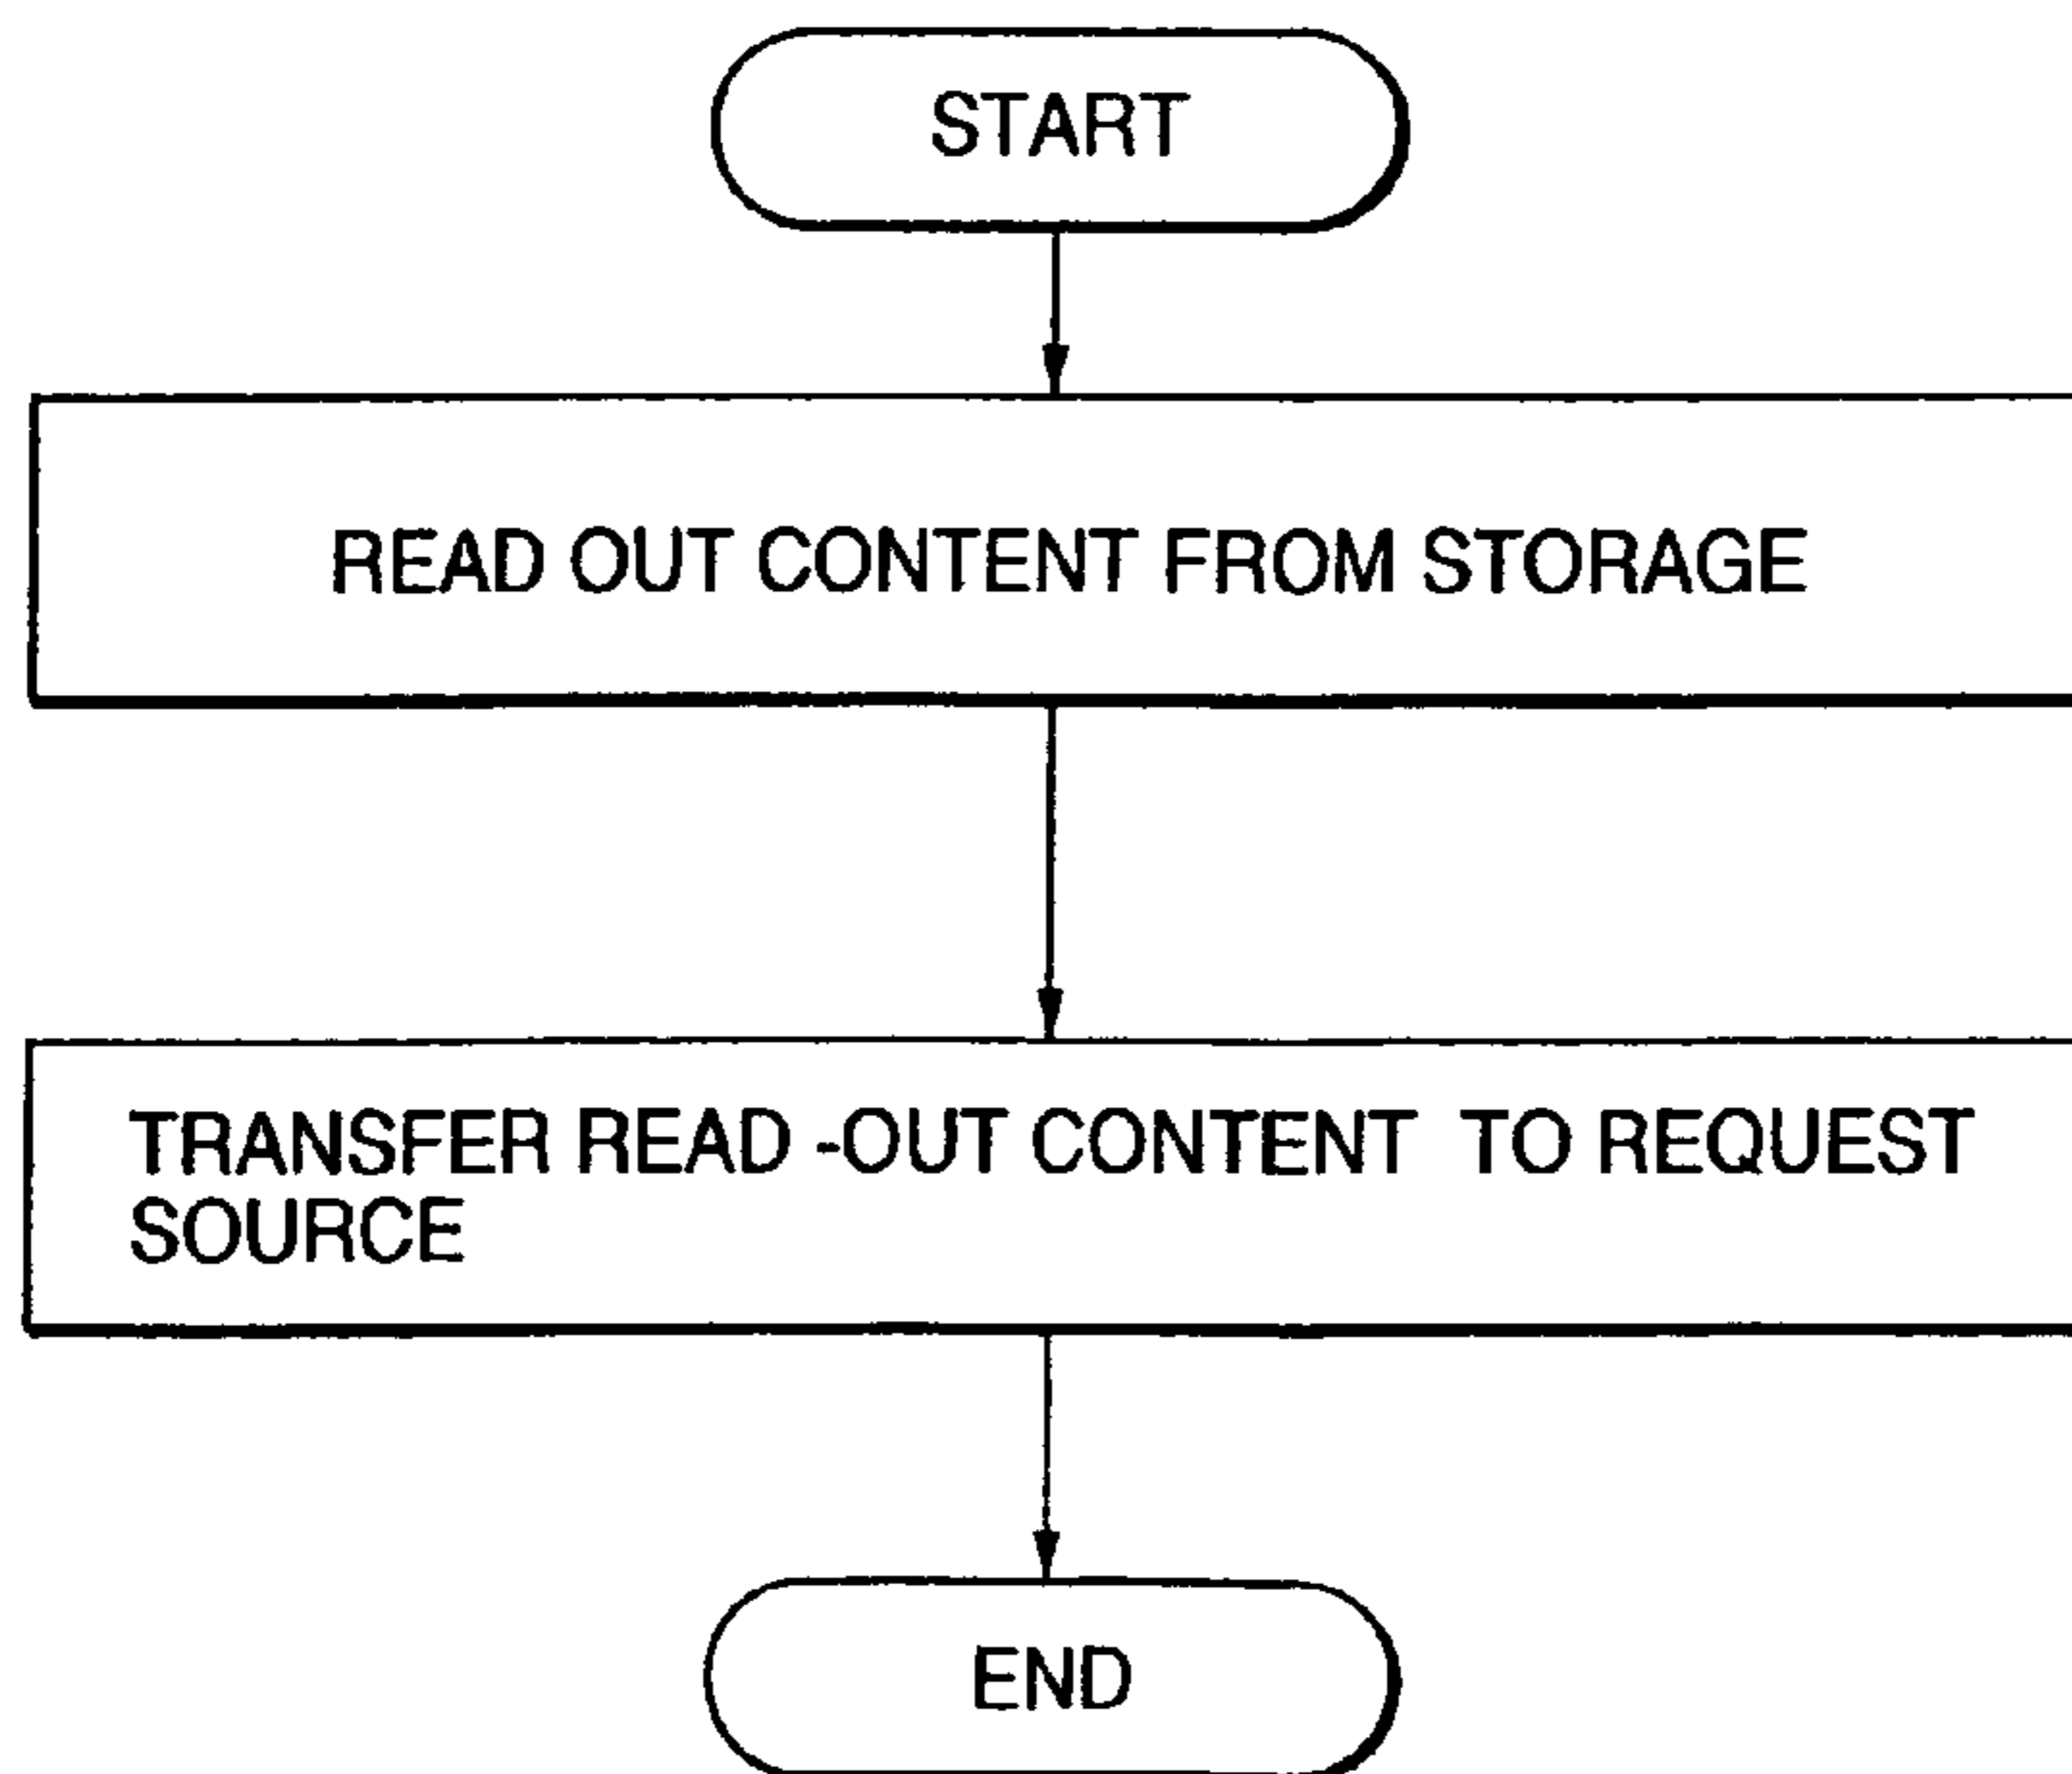 START
READ OUT CONTENT FROM STORAGE
TRANSFER READ -OUT CONTENT TO REQUEST
SOURCE
END